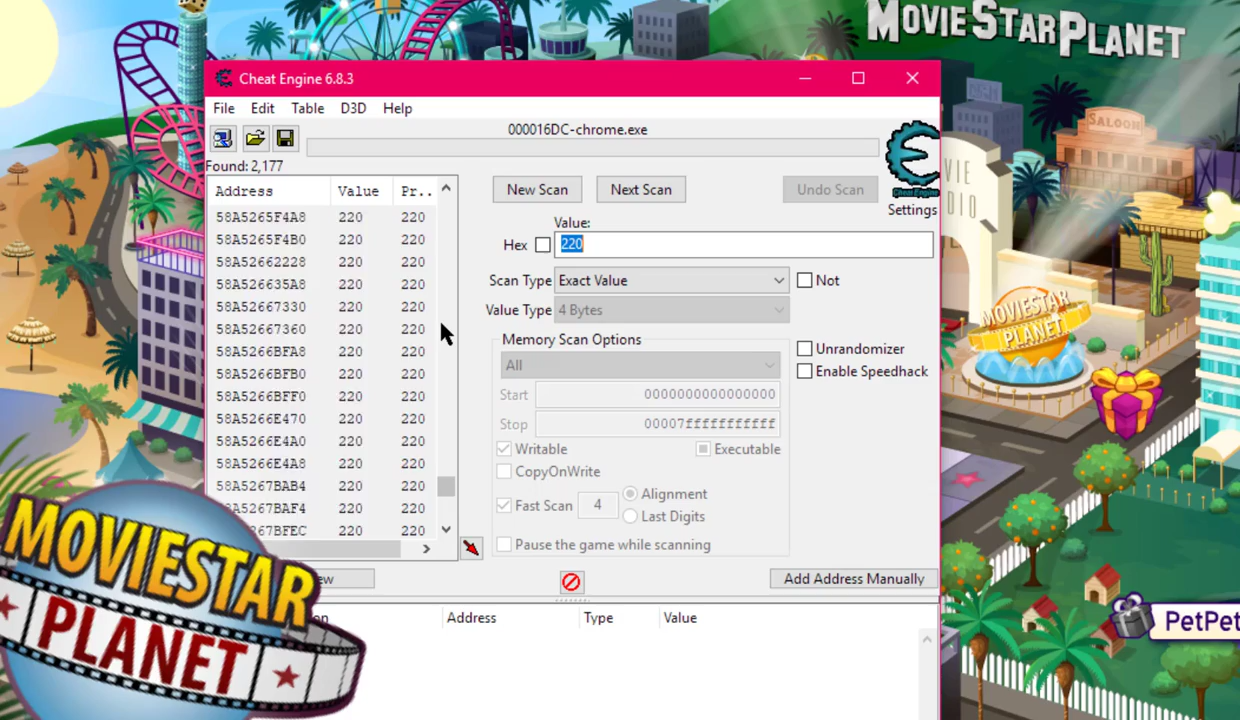 MOVIESTARPLANET
Cheat Engine 6.8.3
File Edit Table D3D Help
000016DC-chrome.exe
Found: 2,177
Address Value Pr..
58A5265F4A8 220 220
58A5265F4B0 220 220
58A52662228 220 220
58A526635A8 220 220
58A52667330 220 220
58A52667360 220 220
58A5266BFA8 220 220
58A5266BFB0 220 220
58A5266BFF0 220 220
58A5266E470 220 220
58A5266E4A0 220 220
58A5266E4A8 220 220
58A5267BAB4 220 220
A5267BAF4 220 220
67BFEC 220 220
New Scan Next Scan Undo Scan
Cheat Engine
Settings
Value:
Hex 220
Scan Type Exact Value Not
Value Type 4 Bytes
Memory Scan Options
All
Start 0000000000000000
Stop 00007fffffffffff
Writable Executable
CopyOnWrite
Fast Scan 4 Alignment
Last Digits
Pause the game while scanning
Unrandomizer
Enable Speedhack
Add Address Manually
Address Type Value
SALOON
MOVIESTAR
PLANET
MOVIESTAR
PLANET
PetPet